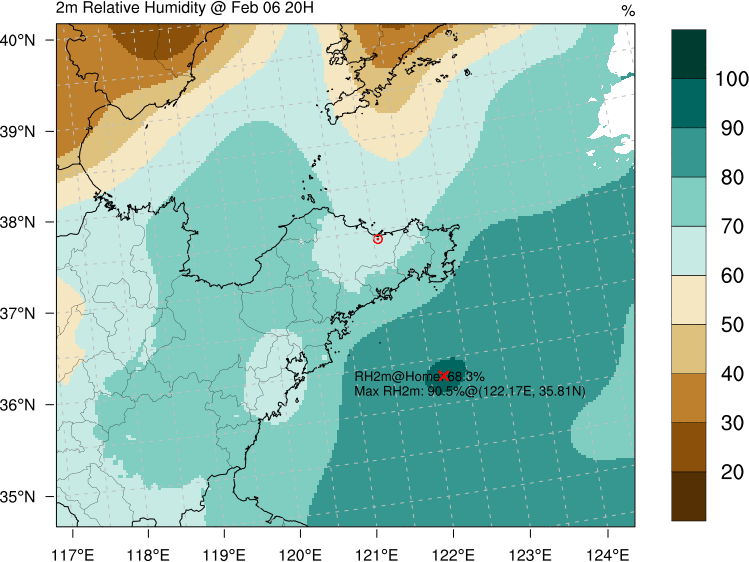 2m Relative Humidity @ Feb 06 20H
%
40°N
39°N
38°N
37°N
36°N
35°N
117°E
118°E
119°E
120°E
121°E
122°E
123°E
124°E
RH2m@Home: 68.3%
Max RH2m: 90.5%@(122.17E, 35.81N)
100
90
80
70
60
50
40
30
20